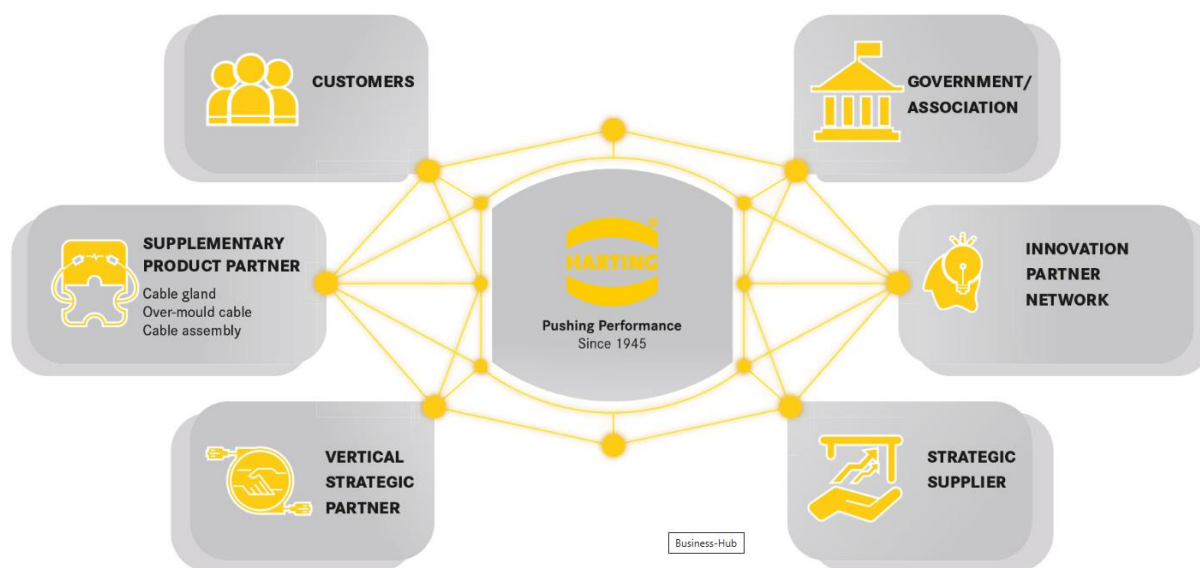 CUSTOMERS
GOVERNMENT/
ASSOCIATION
SUPPLEMENTARY
PRODUCT PARTNER
Cable gland
Over-mould cable
Cable assembly
®
HARTING
Pushing Performance
Since 1945
INNOVATION
PARTNER
NETWORK
VERTICAL
STRATEGIC
PARTNER
STRATEGIC
SUPPLIER
Business-Hub